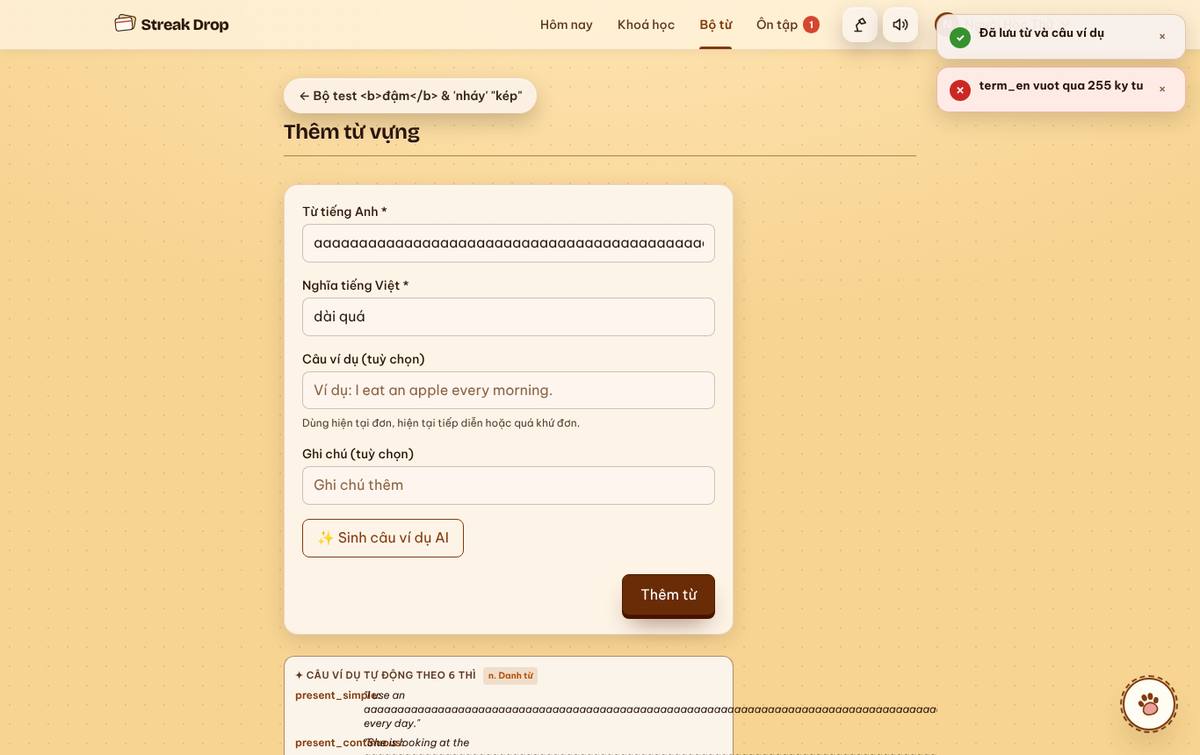 Streak Drop
Hôm nay
Khoá học
Bộ từ
Ôn tập 1
Đã lưu từ và câu ví dụ ×
term_en vuot qua 255 ky tu ×
← Bộ test <b>đậm</b> & 'nháy' "kép"
Thêm từ vựng
Từ tiếng Anh *
Nghĩa tiếng Việt *
dài quá
Câu ví dụ (tuỳ chọn)
Ví dụ: I eat an apple every morning.
Dùng hiện tại đơn, hiện tại tiếp diễn hoặc quá khứ đơn.
Ghi chú (tuỳ chọn)
Ghi chú thêm
✨ Sinh câu ví dụ AI
Thêm từ
✦ CÂU VÍ DỤ TỰ ĐỘNG THEO 6 THÌ n. Danh từ
present_simple: "I use an
every day."
present_continuous: looking at the